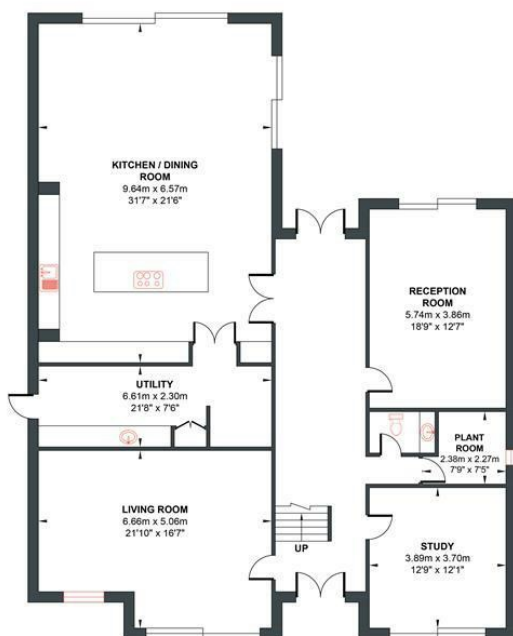 KITCHEN / DINING
ROOM
9.64m x 6.57m
31'7" x 21'6"
RECEPTION
ROOM
5.74m x 3.86m
18'9" x 12'7"
UTILITY
6.61m x 2.30m
21'8" x 7'6"
PLANT
ROOM
2.38m x 2.27m
7'9" x 7'5"
LIVING ROOM
6.66m x 5.06m
21'10" x 16'7"
UP
STUDY
3.89m x 3.70m
12'9" x 12'1"